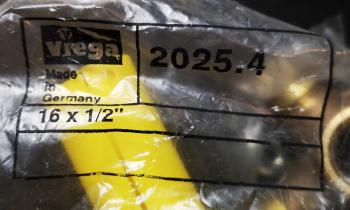 viega
2025.4
Made
in
Germany
16 x 1/2"